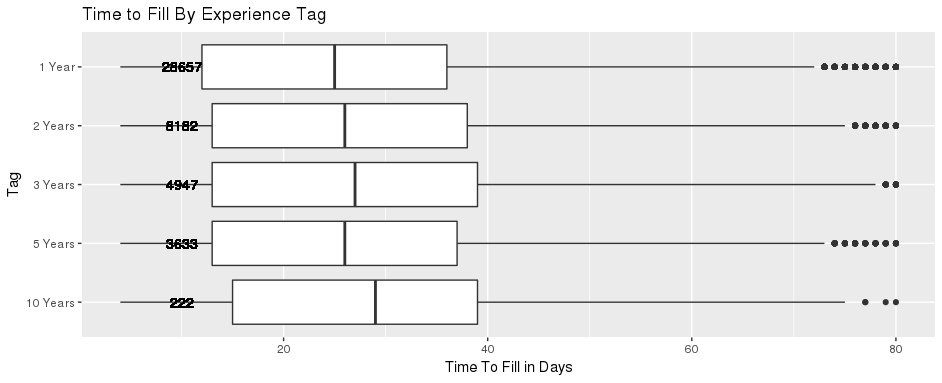 Time to Fill By Experience Tag
1 Year
2 Years
3 Years 4947
5 Years 3633
10 Years 222
Tag
20 40 60 80
Time To Fill in Days